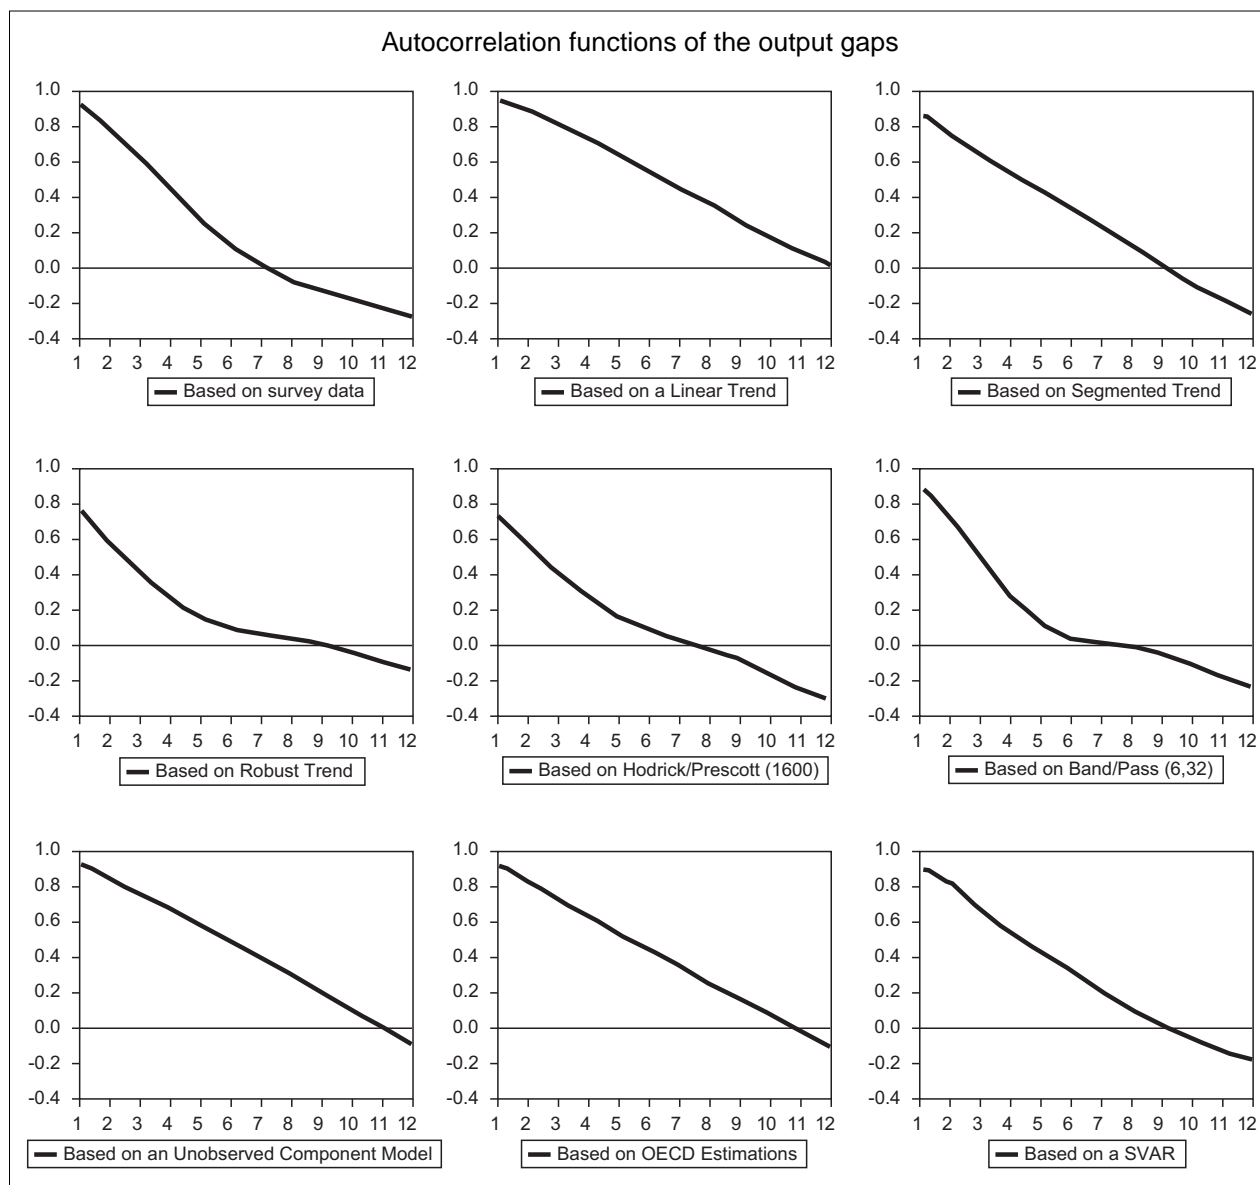 Autocorrelation functions of the output gaps
1.0 1.0 1.0
0.8 0.8 0.8
0.6 0.6 0.6
0.4 0.4 0.4
0.2 0.2 0.2
0.0 0.0 0.0
-0.2 -0.2 -0.2
-0.4 -0.4 -0.4
1 2 3 4 5 6 7 8 9 10 11 12 1 2 3 4 5 6 7 8 9 10 11 12 1 2 3 4 5 6 7 8 9 10 11 12
Based on survey data Based on a Linear Trend Based on Segmented Trend
1.0 1.0 1.0
0.8 0.8 0.8
0.6 0.6 0.6
0.4 0.4 0.4
0.2 0.2 0.2
0.0 0.0 0.0
-0.2 -0.2 -0.2
-0.4 -0.4 -0.4
1 2 3 4 5 6 7 8 9 10 11 12 1 2 3 4 5 6 7 8 9 10 11 12 1 2 3 4 5 6 7 8 9 10 11 12
Based on Robust Trend Based on Hodrick/Prescott (1600) Based on Band/Pass (6,32)
1.0 1.0 1.0
0.8 0.8 0.8
0.6 0.6 0.6
0.4 0.4 0.4
0.2 0.2 0.2
0.0 0.0 0.0
-0.2 -0.2 -0.2
-0.4 -0.4 -0.4
1 2 3 4 5 6 7 8 9 10 11 12 1 2 3 4 5 6 7 8 9 10 11 12 1 2 3 4 5 6 7 8 9 10 11 12
Based on an Unobserved Component Model Based on OECD Estimations Based on a SVAR